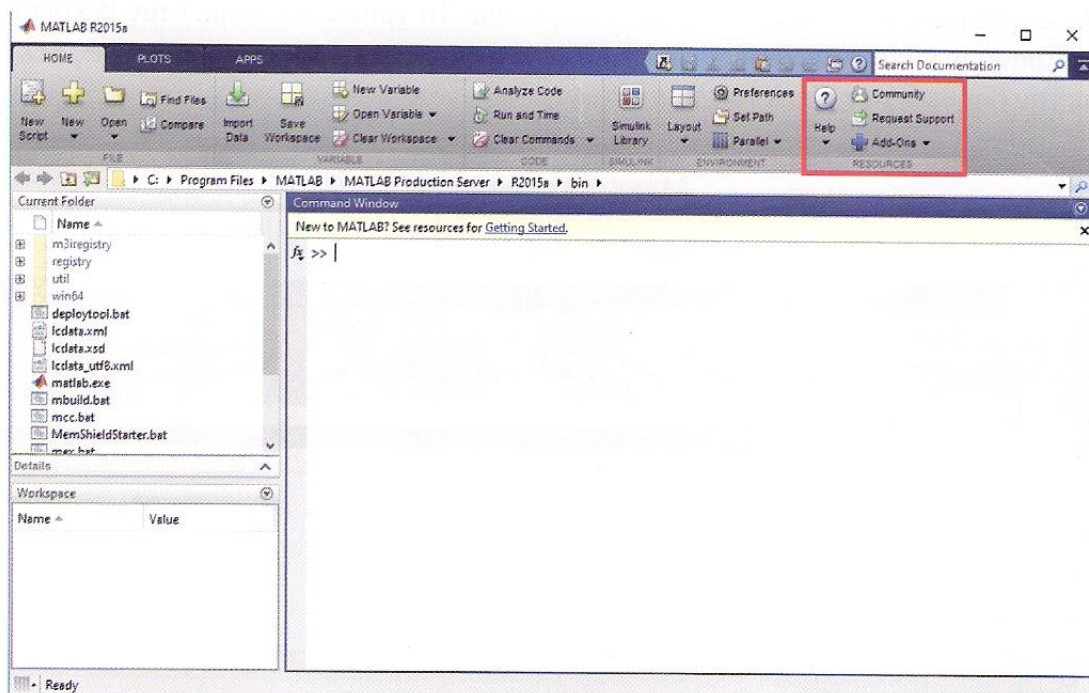 MATLAB R2015a
HOME PLOTS APPS
Search Documentation
New Script
New
Open
Find Files
Compare
Import Data
Save Workspace
New Variable
Open Variable
Clear Workspace
Analyze Code
Run and Time
Clear Commands
Simulink Library
Layout
Preferences
Set Path
Parallel
Help
Community
Request Support
Add-Ons
FILE VARIABLE CODE SIMULINK ENVIRONMENT RESOURCES
C: Program Files MATLAB MATLAB Production Server R2015a bin
Current Folder
Name
m3iregistry
registry
util
win64
deploytool.bat
lcdata.xml
lcdata.xsd
lcdata_utf8.xml
matlab.exe
mbuild.bat
mcc.bat
MemShieldStarter.bat
mex.bat
Details
Workspace
Name Value
Command Window
New to MATLAB? See resources for Getting Started.
fx >>
Ready